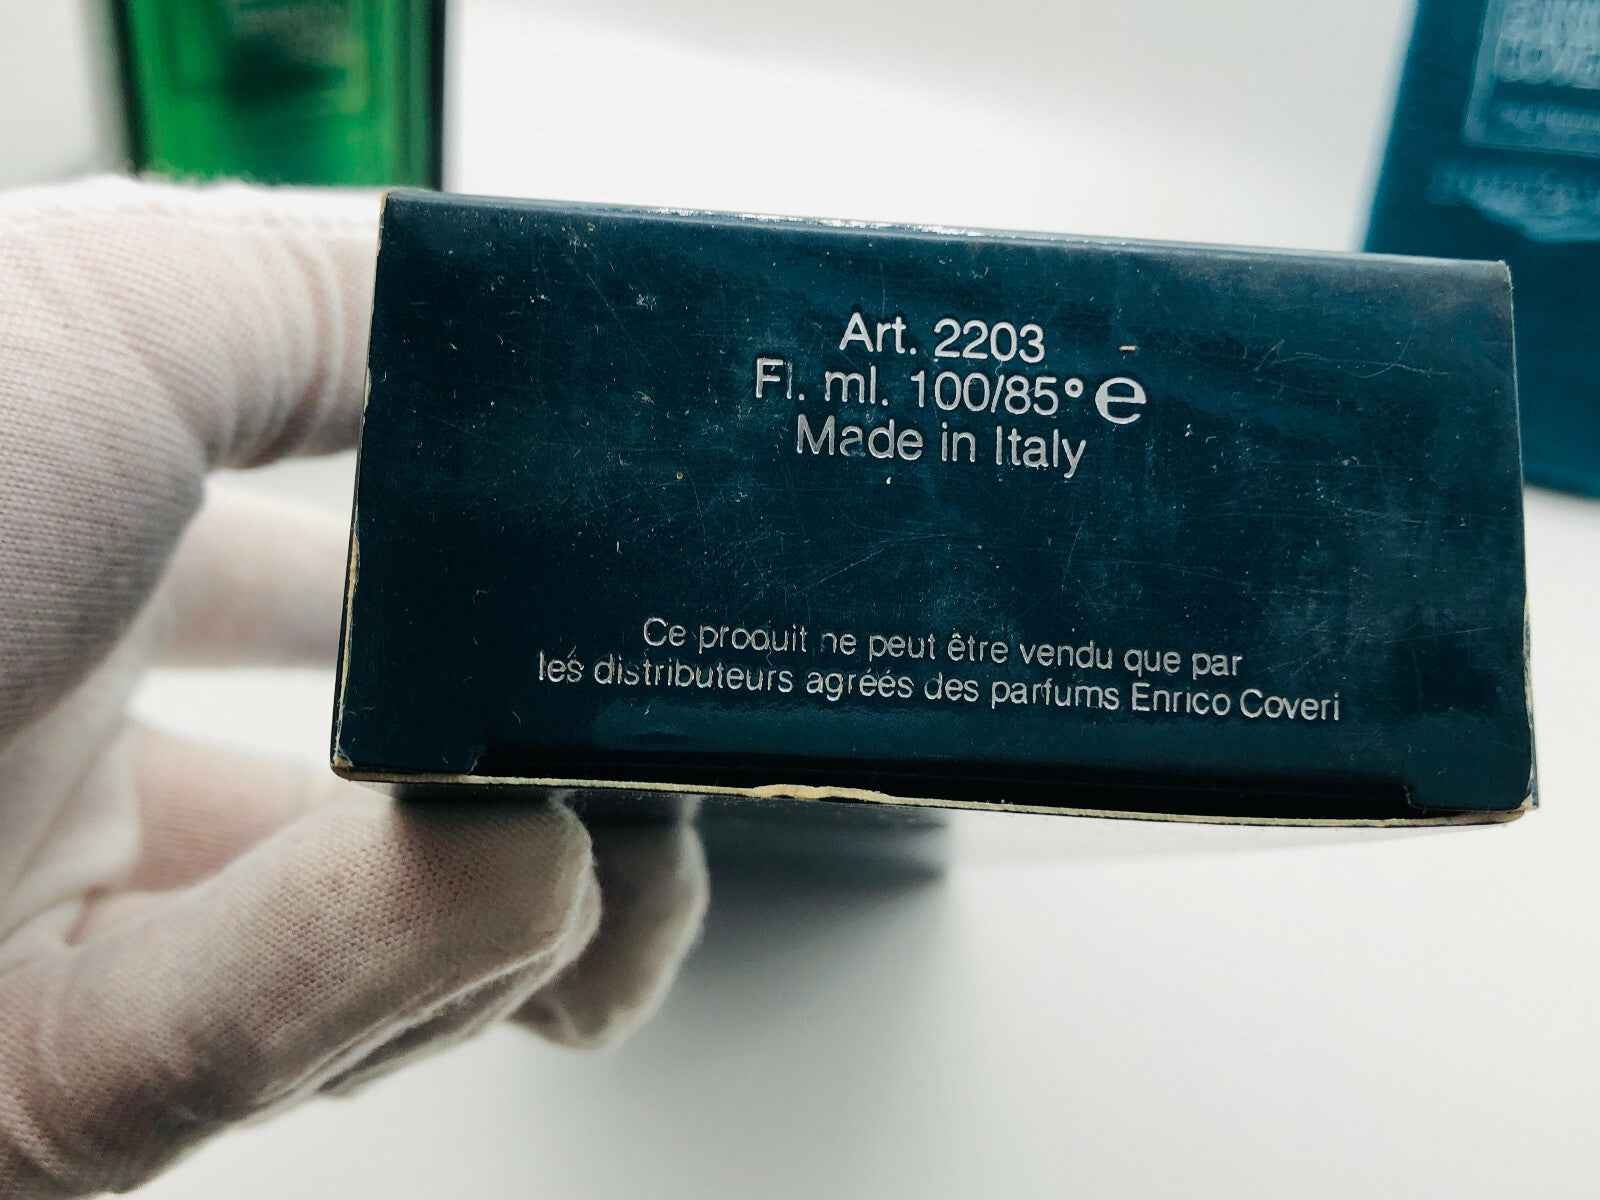 Art. 2203
Fl. ml. 100/85° e
Made in Italy
Ce produit ne peut être vendu que par
les distributeurs agréés des parfums Enrico Coveri